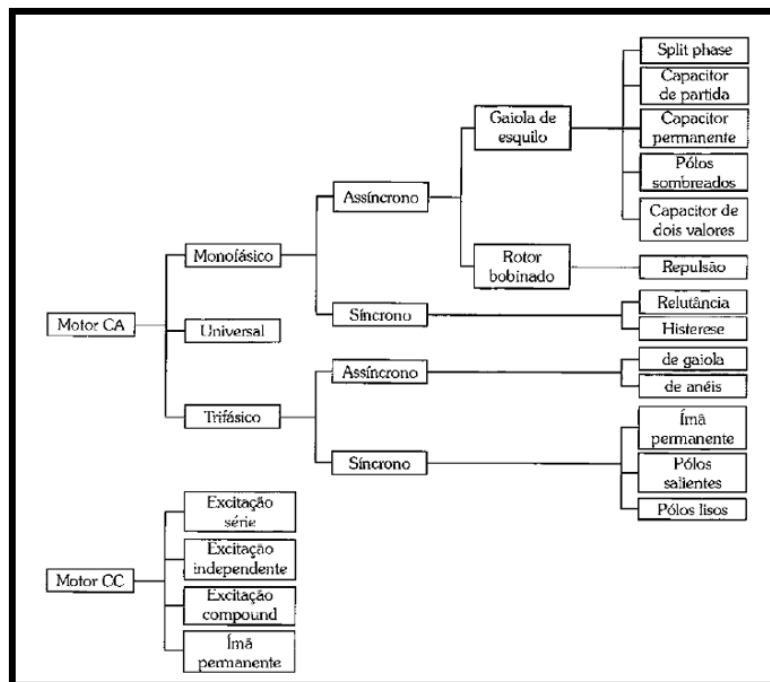 Split phase
Capacitor
de partida
Gaiola de
esquilo
Capacitor
permanente
Pólos
sombreados
Assíncrono
Capacitor de
dois valores
Monofásico
Rotor
bobinado
Repulsão
Relutância
Motor CA
Universal
Síncrono
Histerese
Assíncrono
de gaiola
de anéis
Trifásico
Ímã
permanente
Síncrono
Pólos
salientes
Pólos lisos
Excitação
série
Motor CC
Excitação
independente
Excitação
compound
Ímã
permanente